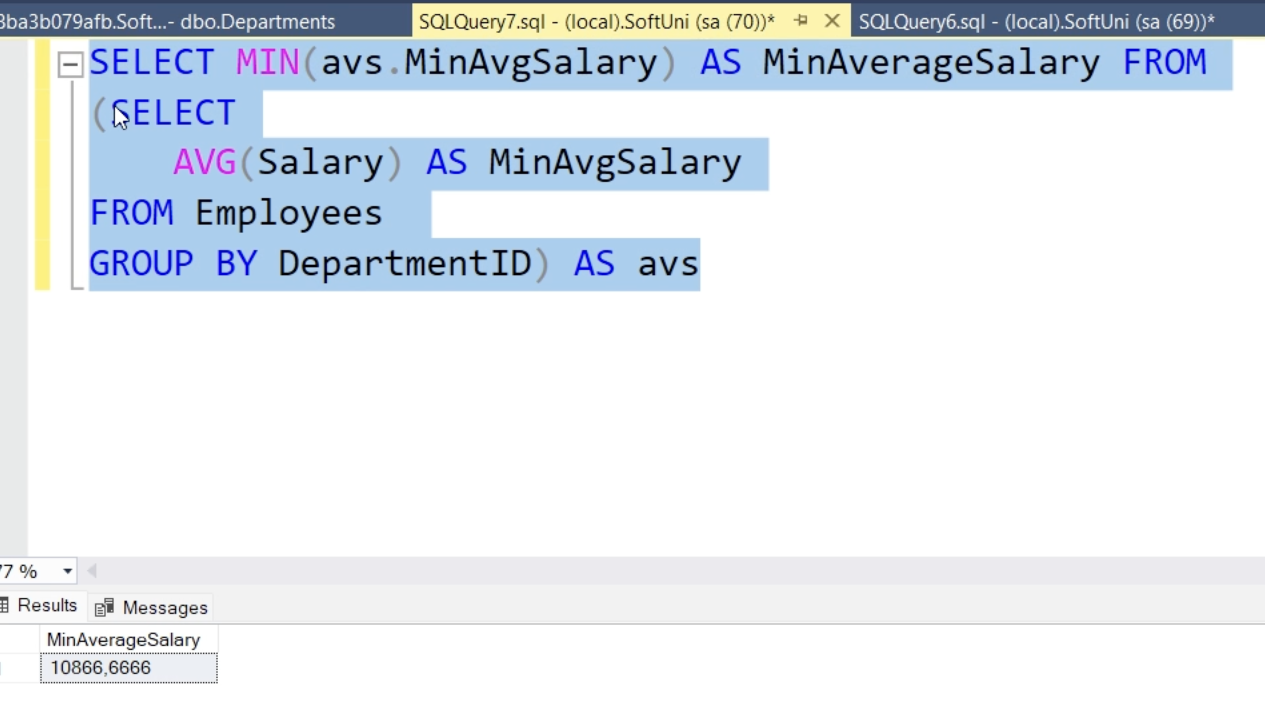 3ba3b079afb.Soft...- dbo.Departments
SQLQuery7.sql - (local).SoftUni (sa (70))*
SQLQuery6.sql - (local).SoftUni (sa (69))*
SELECT MIN(avs.MinAvgSalary) AS MinAverageSalary FROM
(SELECT
AVG(Salary) AS MinAvgSalary
FROM Employees
GROUP BY DepartmentID) AS avs
77 %
Results
Messages
MinAverageSalary
10866,6666